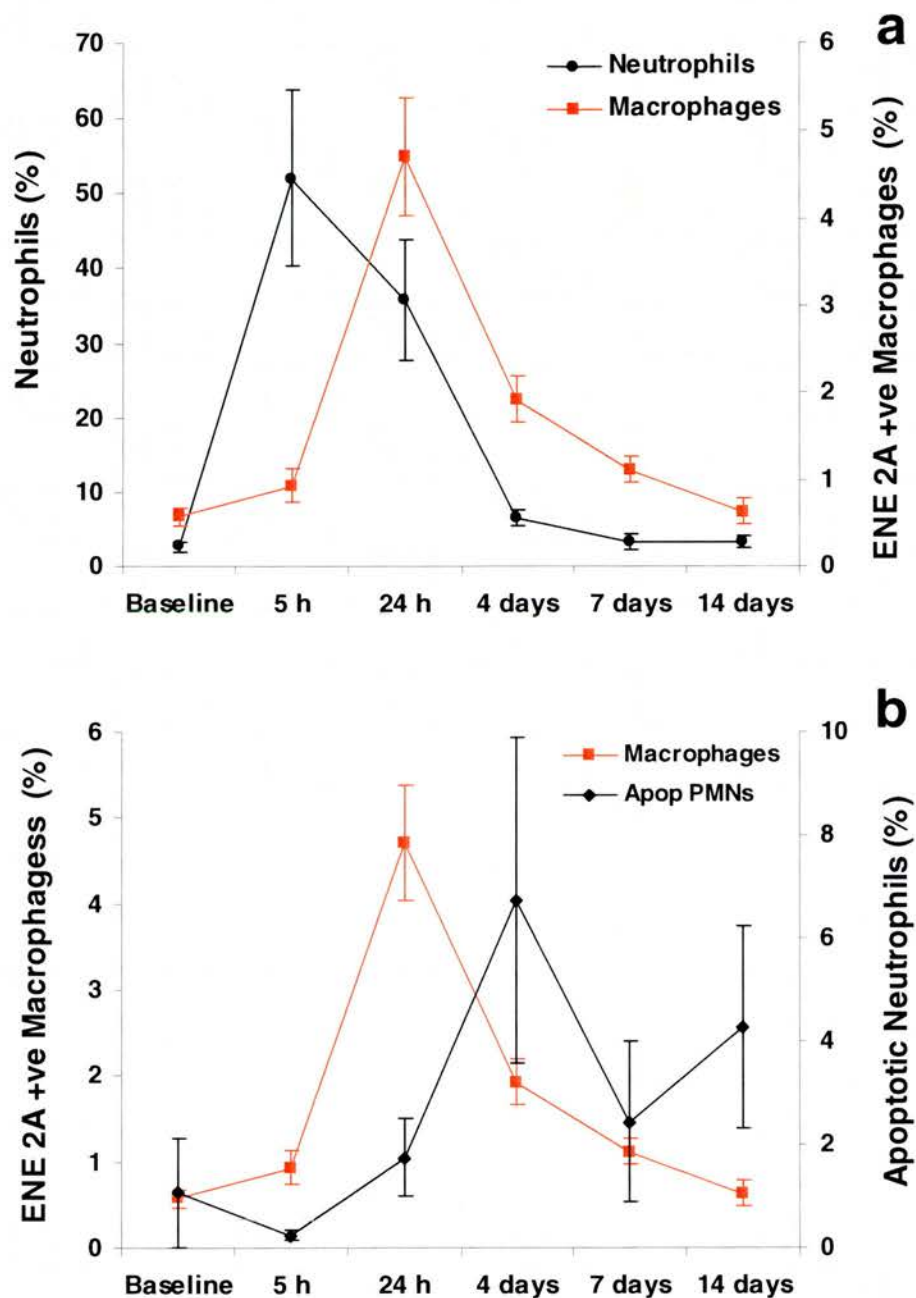 a
Neutrophils
Macrophages
Neutrophils (%)
70
60
50
40
30
20
10
0
6
5
4
3
2
1
0
ENE 2A +ve Macrophages (%)
Baseline 5 h 24 h 4 days 7 days 14 days
b
Macrophages
Apop PMNs
ENE 2A +ve Macrophagess (%)
6
5
4
3
2
1
0
10
8
6
4
2
0
Apoptotic Neutrophils (%)
Baseline 5 h 24 h 4 days 7 days 14 days